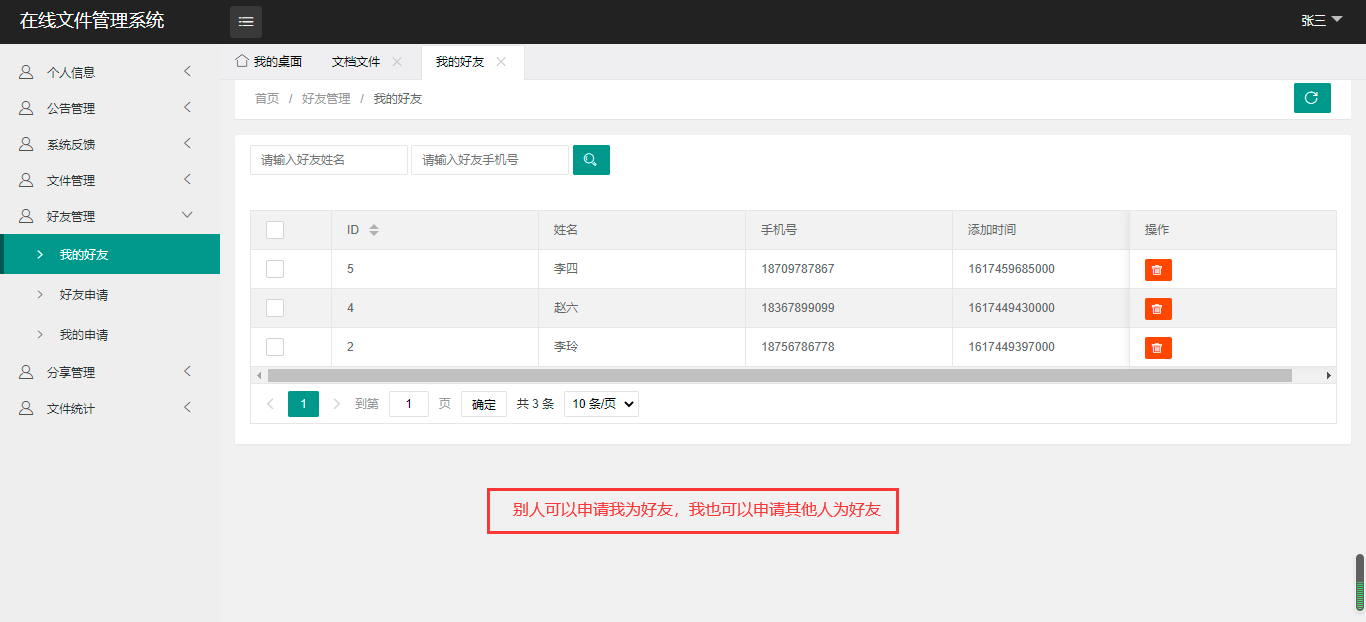 在线文件管理系统
张三
个人信息
公告管理
系统反馈
文件管理
好友管理
我的好友
好友申请
我的申请
分享管理
文件统计
我的桌面 文档文件 我的好友
首页 / 好友管理 / 我的好友
请输入好友姓名 请输入好友手机号
ID 姓名 手机号 添加时间 操作
5 李四 18709787867 1617459685000
4 赵六 18367899099 1617449430000
2 李玲 18756786778 1617449397000
1 到第 1 页 确定 共 3 条 10 条/页
别人可以申请我为好友，我也可以申请其他人为好友